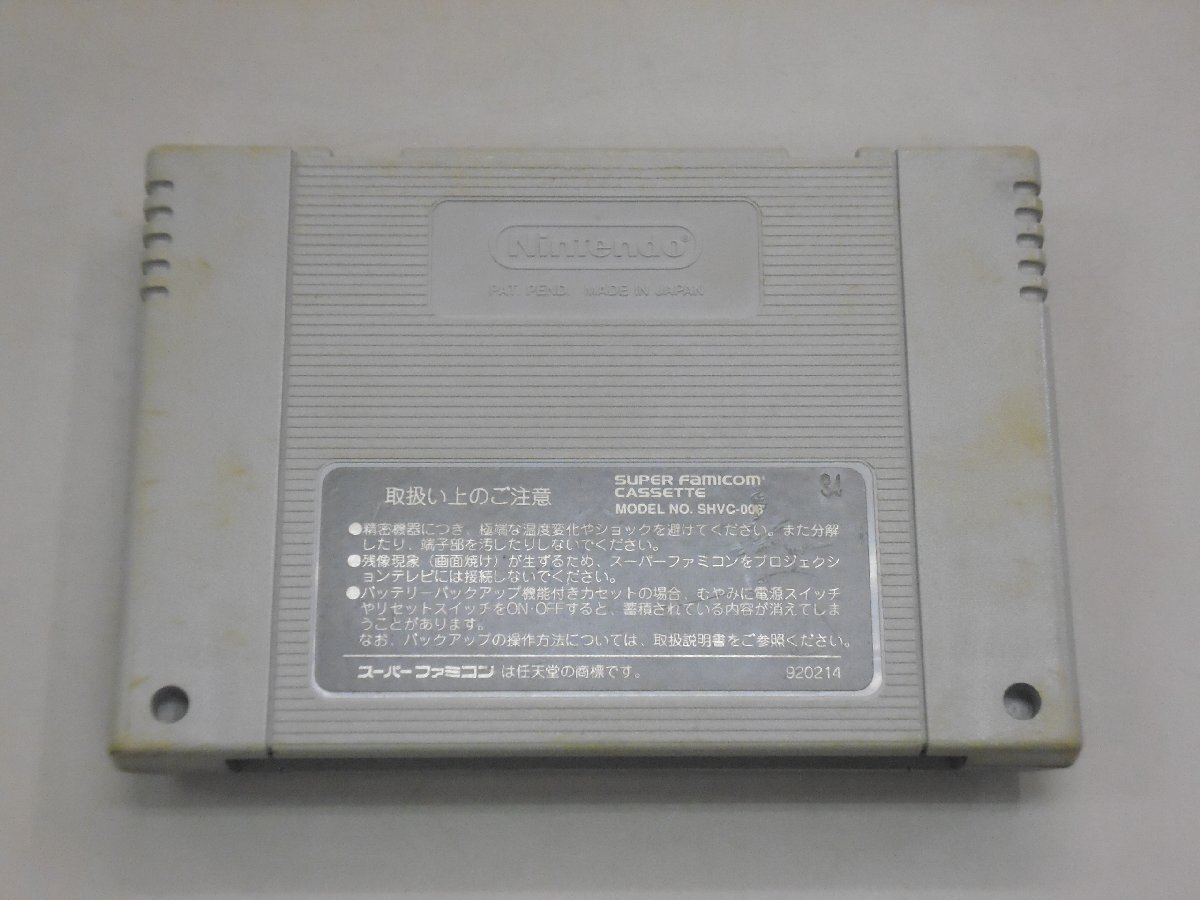 Nintendo®
PAT. PEND. MADE IN JAPAN
取扱い上のご注意
SUPER FAMICOM
CASSETTE
MODEL NO. SHVC-006
●精密機器につき、極端な温度変化やショックを避けてください。また分解
したり、端子部を汚したりしないでください。
●残像現象(画面焼け)が生ずるため、スーパーファミコンをプロジェクシ
ョンテレビには接続しないでください。
●バッテリーバックアップ機能付きカセットの場合、むやみに電源スイッチ
やリセットスイッチをON・OFFすると、蓄積されている内容が消えてしま
うことがあります。
なお、バックアップの操作方法については、取扱説明書をご参照ください。
スーパーファミコンは任天堂の商標です。
920214